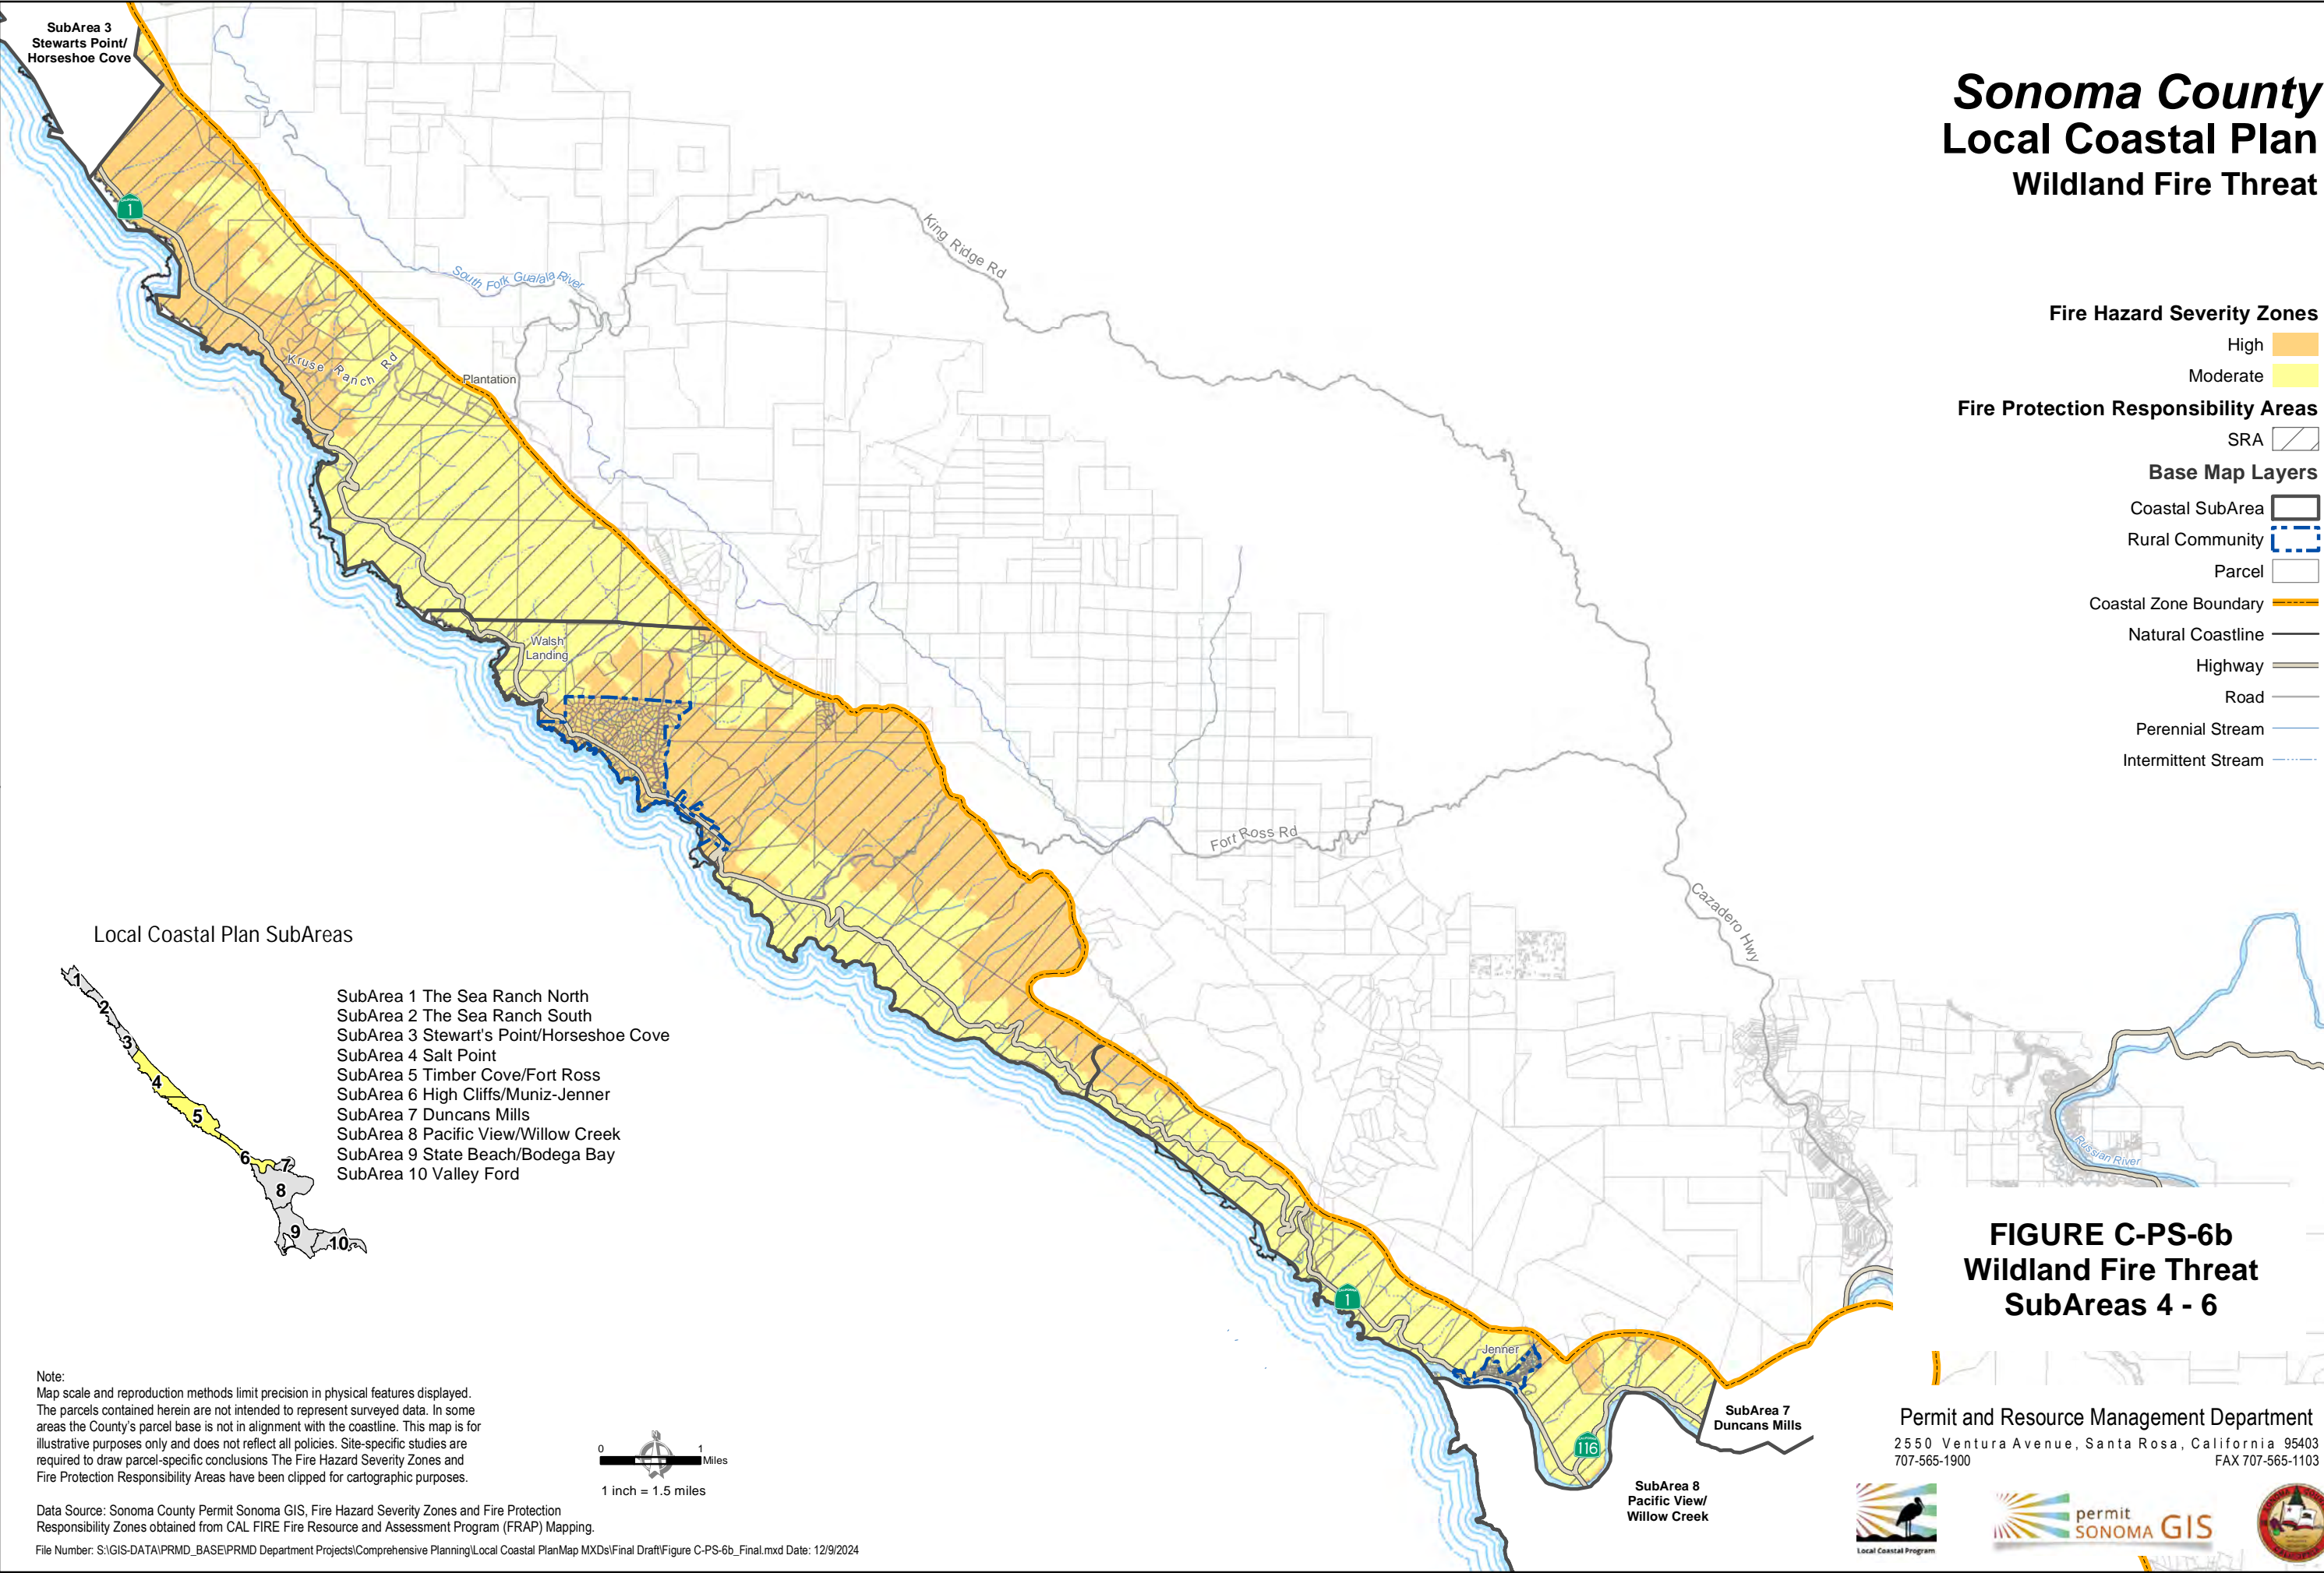 SubArea 3
Stewarts Point/
Horseshoe Cove
Sonoma County
Local Coastal Plan
Wildland Fire Threat
1
King Ridge Rd
South Fork Gualala River
Kruse Ranch Rd
Plantation
Fire Hazard Severity Zones
High
Moderate
Fire Protection Responsibility Areas
SRA
Base Map Layers
Coastal SubArea
Rural Community
Parcel
Coastal Zone Boundary
Natural Coastline
Highway
Road
Perennial Stream
Intermittent Stream
Walsh
Landing
Fort Ross Rd
Cazadero Hwy
Russian River
Local Coastal Plan SubAreas
1
2
3
4
5
6
7
8
9
10
SubArea 1 The Sea Ranch North
SubArea 2 The Sea Ranch South
SubArea 3 Stewart's Point/Horseshoe Cove
SubArea 4 Salt Point
SubArea 5 Timber Cove/Fort Ross
SubArea 6 High Cliffs/Muniz-Jenner
SubArea 7 Duncans Mills
SubArea 8 Pacific View/Willow Creek
SubArea 9 State Beach/Bodega Bay
SubArea 10 Valley Ford
FIGURE C-PS-6b
Wildland Fire Threat
SubAreas 4 - 6
1
Jenner
116
SubArea 7
Duncans Mills
SubArea 8
Pacific View/
Willow Creek
Note:
Map scale and reproduction methods limit precision in physical features displayed.
The parcels contained herein are not intended to represent surveyed data. In some
areas the County's parcel base is not in alignment with the coastline. This map is for
illustrative purposes only and does not reflect all policies. Site-specific studies are
required to draw parcel-specific conclusions The Fire Hazard Severity Zones and
Fire Protection Responsibility Areas have been clipped for cartographic purposes.
0 1
Miles
1 inch = 1.5 miles
Data Source: Sonoma County Permit Sonoma GIS, Fire Hazard Severity Zones and Fire Protection
Responsibility Zones obtained from CAL FIRE Fire Resource and Assessment Program (FRAP) Mapping.
File Number: S:\GIS-DATA\PRMD_BASE\PRMD Department Projects\Comprehensive Planning\Local Coastal PlanMap MXDs\Final Draft\Figure C-PS-6b_Final.mxd Date: 12/9/2024
Permit and Resource Management Department
2550 Ventura Avenue, Santa Rosa, California 95403
707-565-1900 FAX 707-565-1103
Local Coastal Program
permit
SONOMA GIS